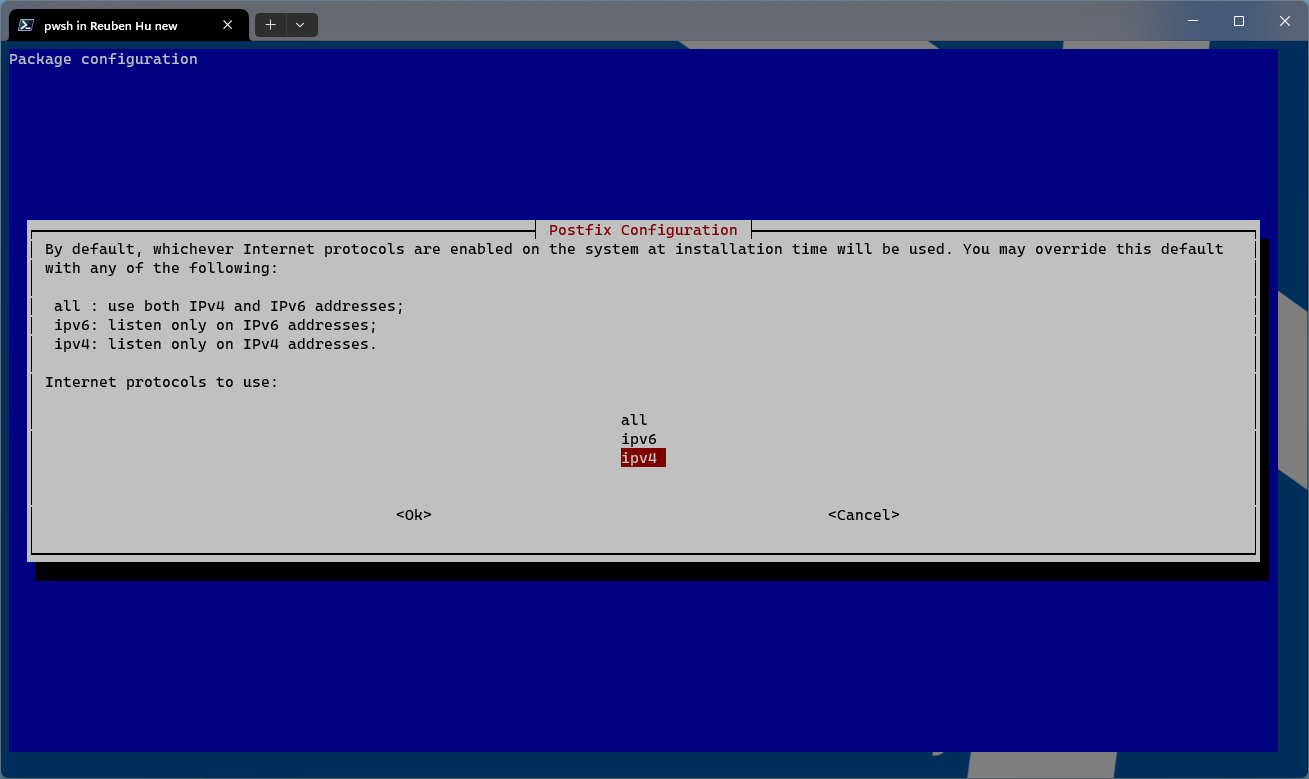 pwsh in Reuben Hu new
Package configuration
Postfix Configuration
By default, whichever Internet protocols are enabled on the system at installation time will be used. You may override this default
with any of the following:
all : use both IPv4 and IPv6 addresses;
ipv6: listen only on IPv6 addresses;
ipv4: listen only on IPv4 addresses.
Internet protocols to use:
all
ipv6
ipv4
<Ok> <Cancel>